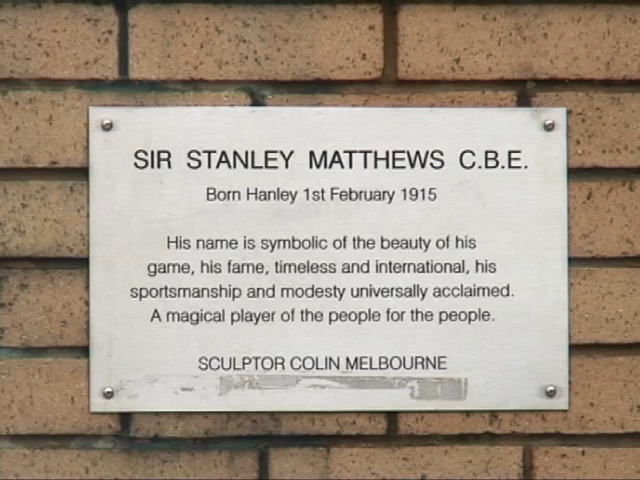 SIR STANLEY MATTHEWS C.B.E.
Born Hanley 1st February 1915
His name is symbolic of the beauty of his
game, his fame, timeless and international, his
sportsmanship and modesty universally acclaimed.
A magical player of the people for the people.
SCULPTOR COLIN MELBOURNE